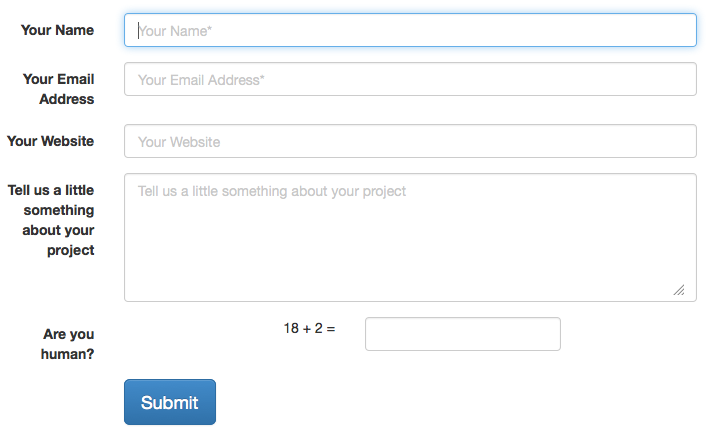 Your Name
Your Name*
Your Email
Address
Your Email Address*
Your Website
Your Website
Tell us a little
something
about your
project
Tell us a little something about your project
Are you
human?
18 + 2 =
Submit